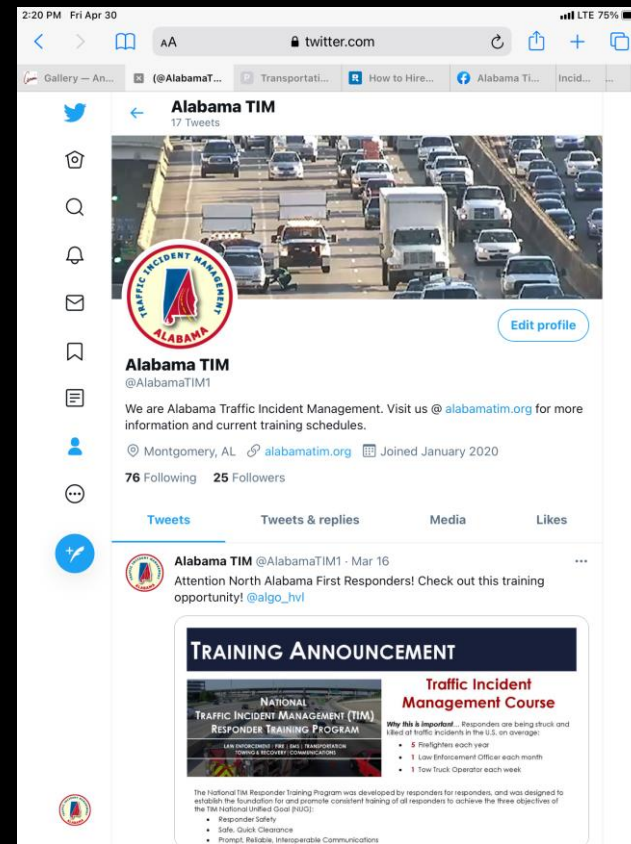 2:20 PM Fri Apr 30
LTE 75%
AA
twitter.com
Gallery — An...
(@AlabamaT...
Transportati...
R How to Hire...
Alabama Ti...
Incid...
...
Alabama TIM
17 Tweets
TRAFFIC INCIDENT MANAGEMENT
ALABAMA
Edit profile
Alabama TIM
@AlabamaTIM1
We are Alabama Traffic Incident Management. Visit us @ alabamatim.org for more
information and current training schedules.
Montgomery, AL alabamatim.org Joined January 2020
76 Following 25 Followers
Tweets Tweets & replies Media Likes
Alabama TIM @AlabamaTIM1 · Mar 16
Attention North Alabama First Responders! Check out this training
opportunity! @algo_hvl
TRAINING ANNOUNCEMENT
NATIONAL
TRAFFIC INCIDENT MANAGEMENT (TIM)
RESPONDER TRAINING PROGRAM
LAW ENFORCEMENT | FIRE | EMS | TRANSPORTATION
TOWING & RECOVERY | COMMUNICATIONS
Traffic Incident
Management Course
Why this is important... Responders are being struck and
killed at traffic incidents in the U.S. on average:
• 5 Firefighters each year
• 1 Law Enforcement Officer each month
• 1 Tow Truck Operator each week
The National TIM Responder Training Program was developed by responders for responders, and was designed to
establish the foundation for and promote consistent training of all responders to achieve the three objectives of
the TIM National Unified Goal (NUG):
• Responder Safety
• Safe, Quick Clearance
• Prompt, Reliable, Interoperable Communications